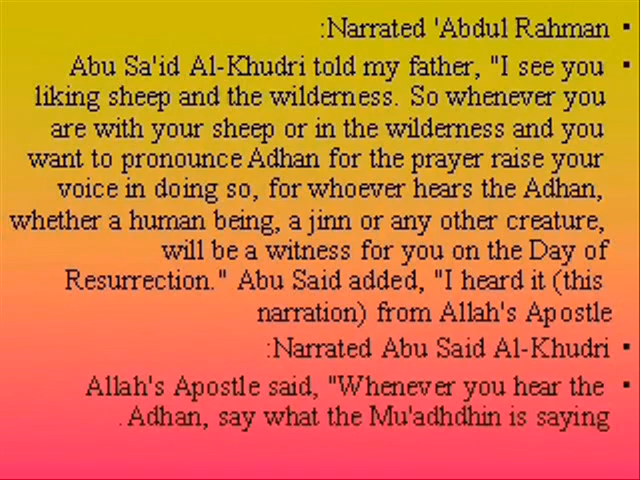 :Narrated 'Abdul Rahman
Abu Sa'id Al-Khudri told my father, "I see you
liking sheep and the wilderness. So whenever you
are with your sheep or in the wilderness and you
want to pronounce Adhan for the prayer raise your
voice in doing so, for whoever hears the Adhan,
whether a human being, a jinn or any other creature,
will be a witness for you on the Day of
Resurrection." Abu Said added, "I heard it (this
narration) from Allah's Apostle
:Narrated Abu Said Al-Khudri
Allah's Apostle said, "Whenever you hear the
. Adhan, say what the Mu'adhdhin is saying